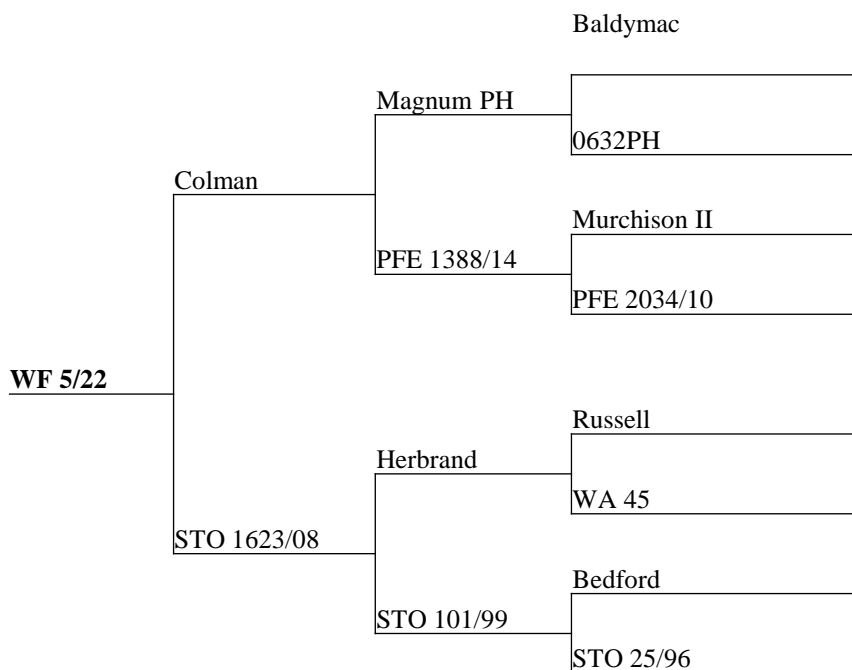 Baldymac
Magnum PH
0632PH
Colman
Murchison II
PFE 1388/14
PFE 2034/10
WF 5/22
Russell
Herbrand
WA 45
STO 1623/08
Bedford
STO 101/99
STO 25/96